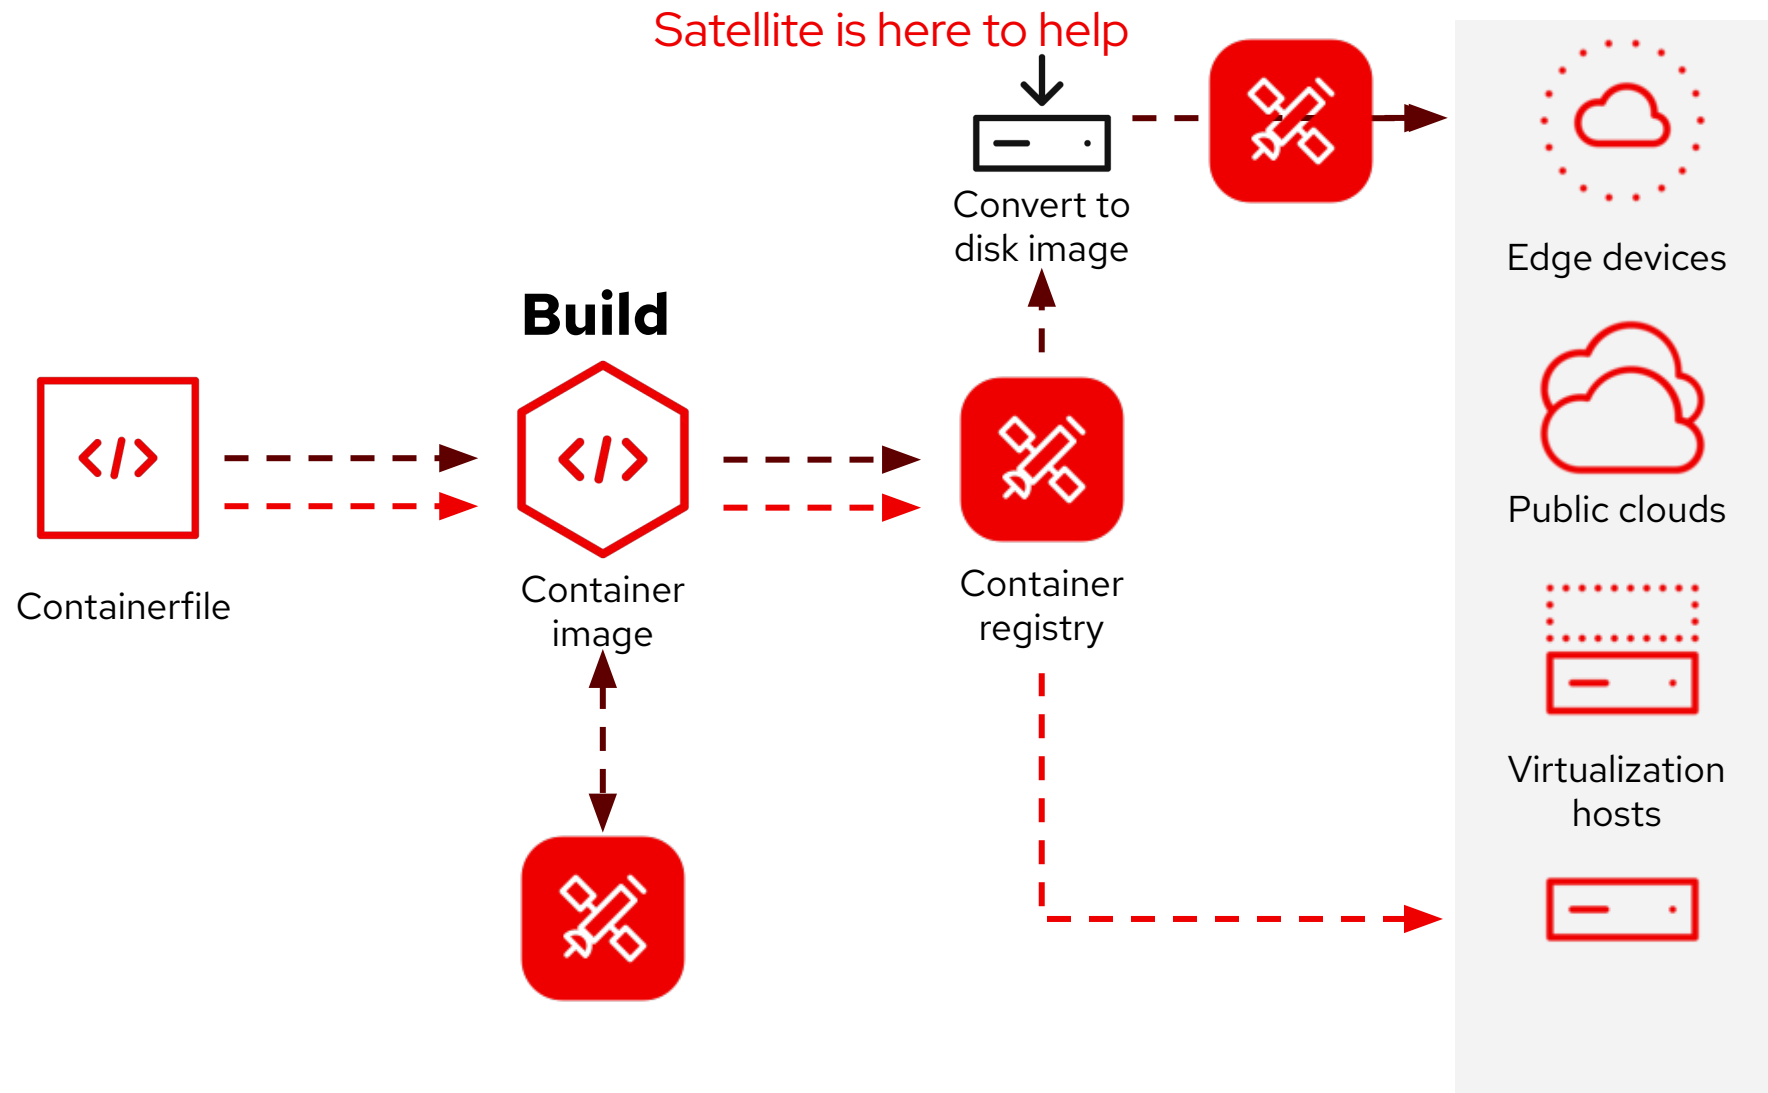 Satellite is here to help
Convert to
disk image
Edge devices
Build
Public clouds
Containerfile
Container
image
Container
registry
Virtualization
hosts